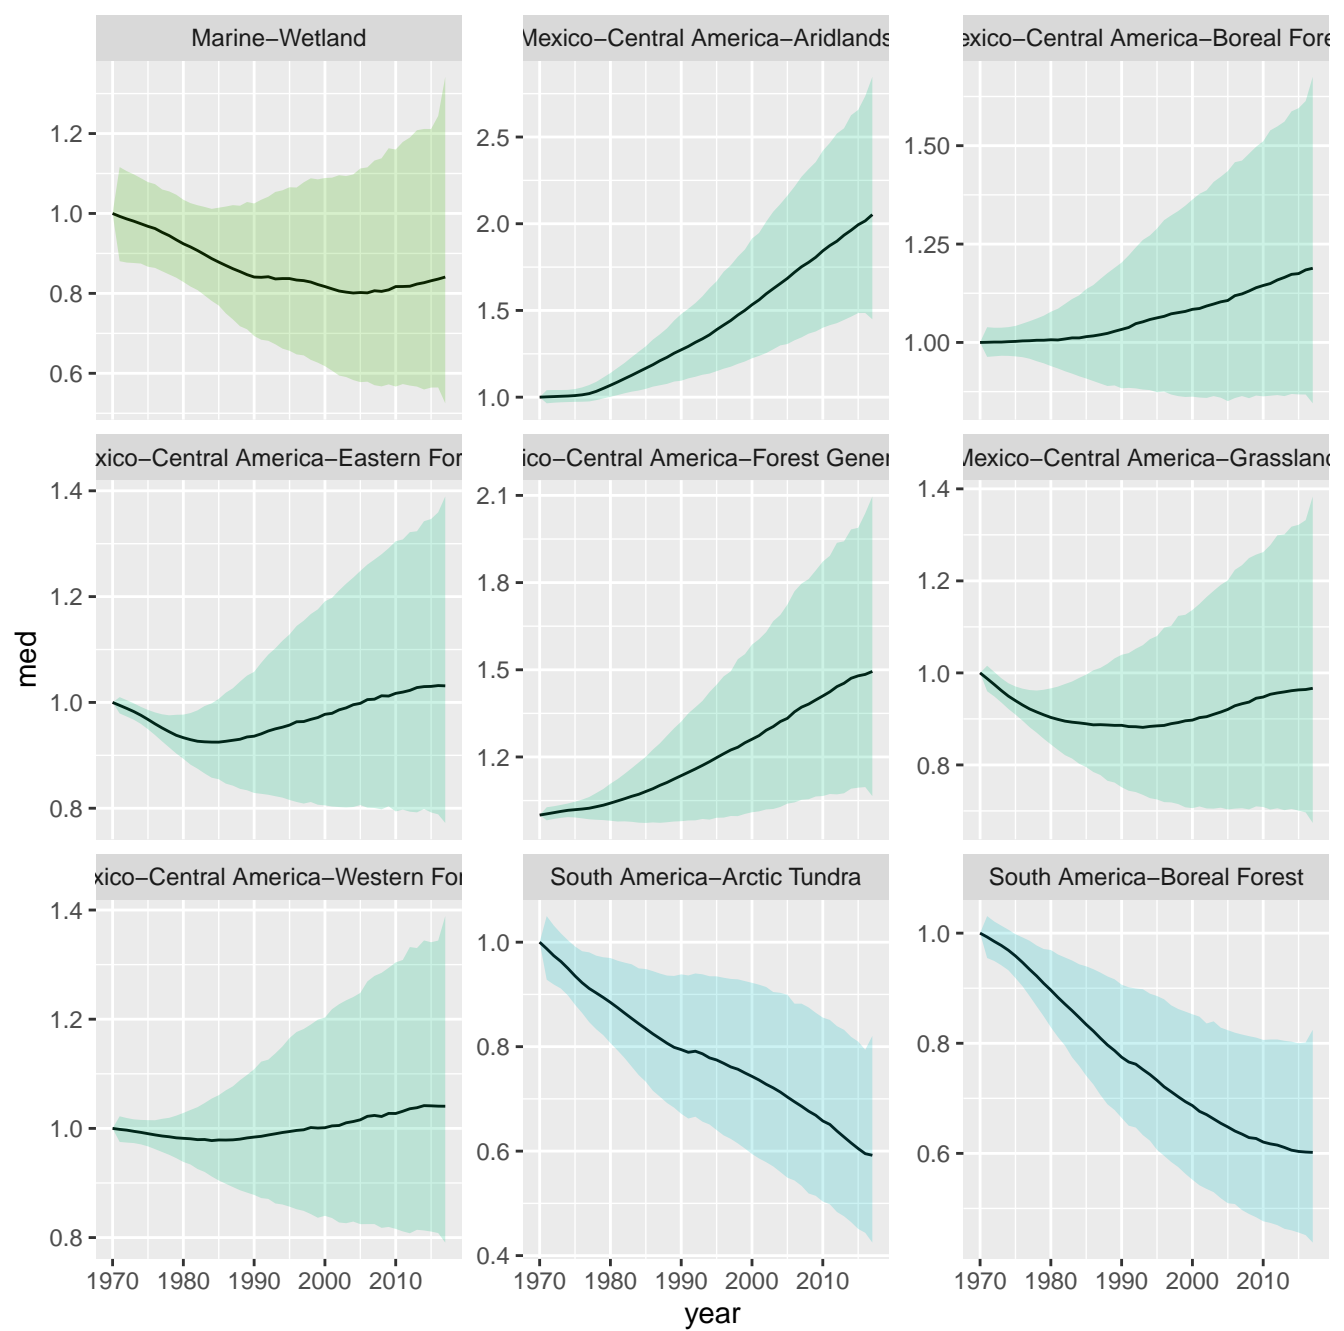 Marine–Wetland
Mexico–Central America–Aridlands
exico–Central America–Boreal Fore
1.2
1.0
0.8
0.6
2.5
2.0
1.5
1.0
1.50
1.25
1.00
xico–Central America–Eastern For
ico–Central America–Forest Gener
Mexico–Central America–Grassland
1.4
1.2
1.0
0.8
2.1
1.8
1.5
1.2
1.4
1.2
1.0
0.8
med
xico–Central America–Western For
South America–Arctic Tundra
South America–Boreal Forest
1.4
1.2
1.0
0.8
1.0
0.8
0.6
0.4
1.0
0.8
0.6
1970 1980 1990 2000 2010
1970 1980 1990 2000 2010
1970 1980 1990 2000 2010
year